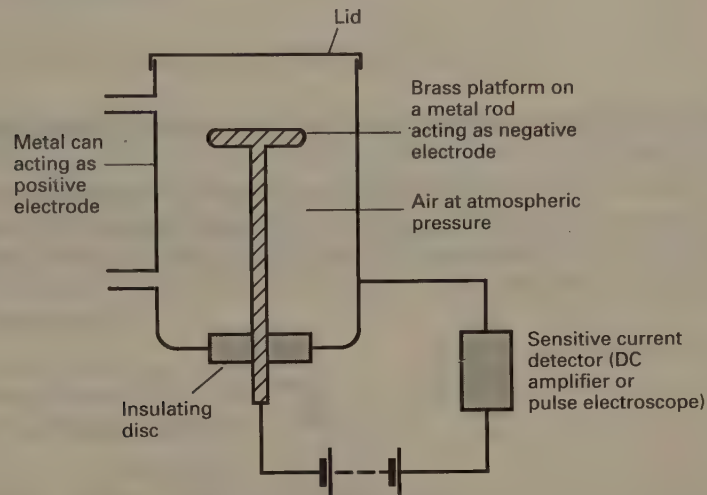 Lid
Brass platform on
a metal rod
acting as negative
electrode
Metal can
acting as
positive
electrode
Air at atmospheric
pressure
Sensitive current
detector (DC
amplifier or
pulse electroscope)
Insulating
disc